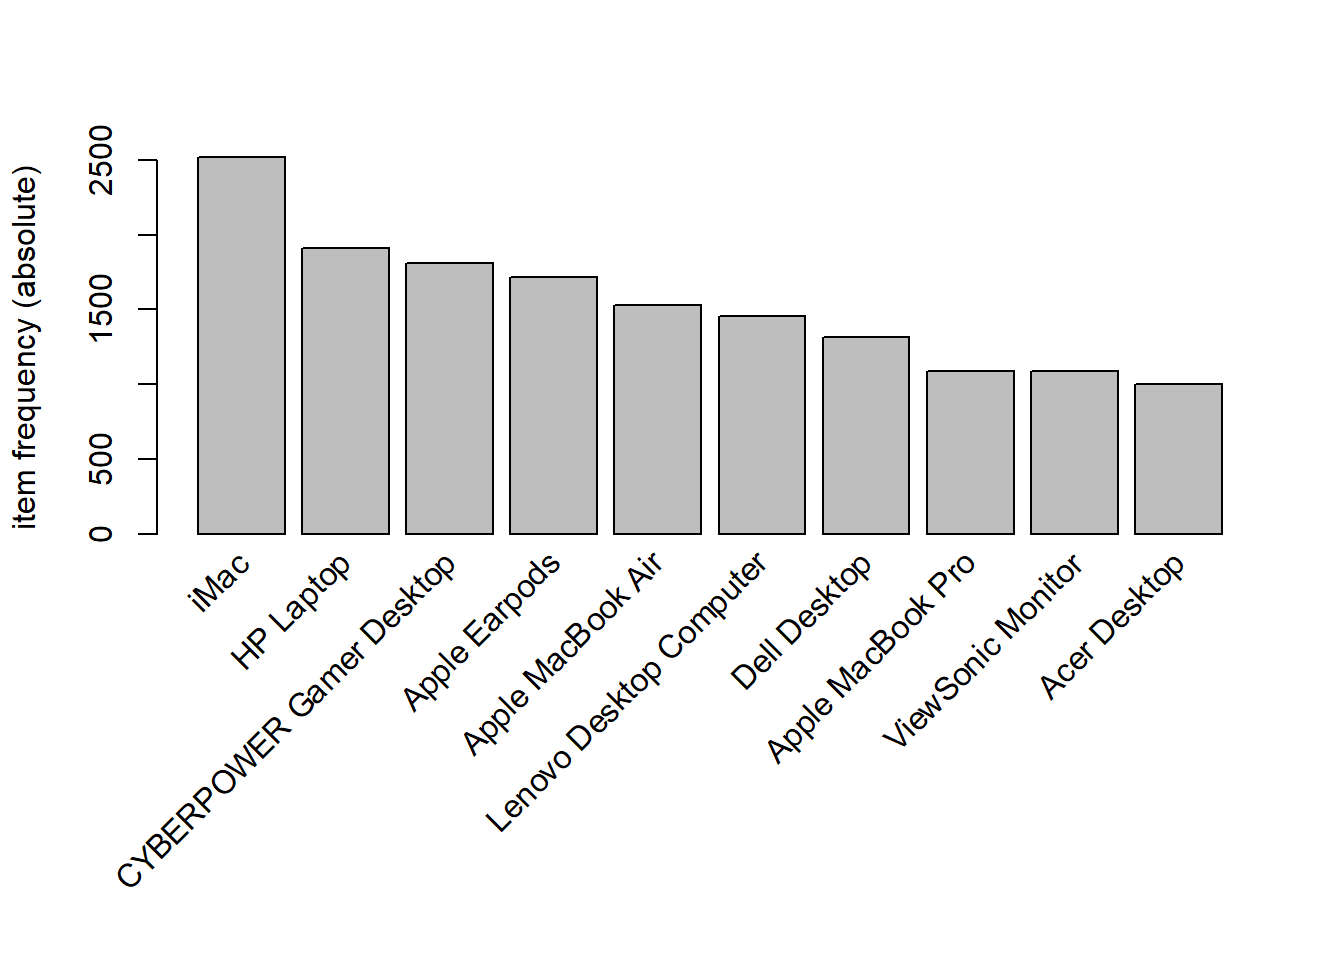 item frequency (absolute)
2500
1500
500
0
iMac
HP Laptop
CYBERPOWER Gamer Desktop
Apple Earpods
Apple MacBook Air
Lenovo Desktop Computer
Dell Desktop
Apple MacBook Pro
ViewSonic Monitor
Acer Desktop